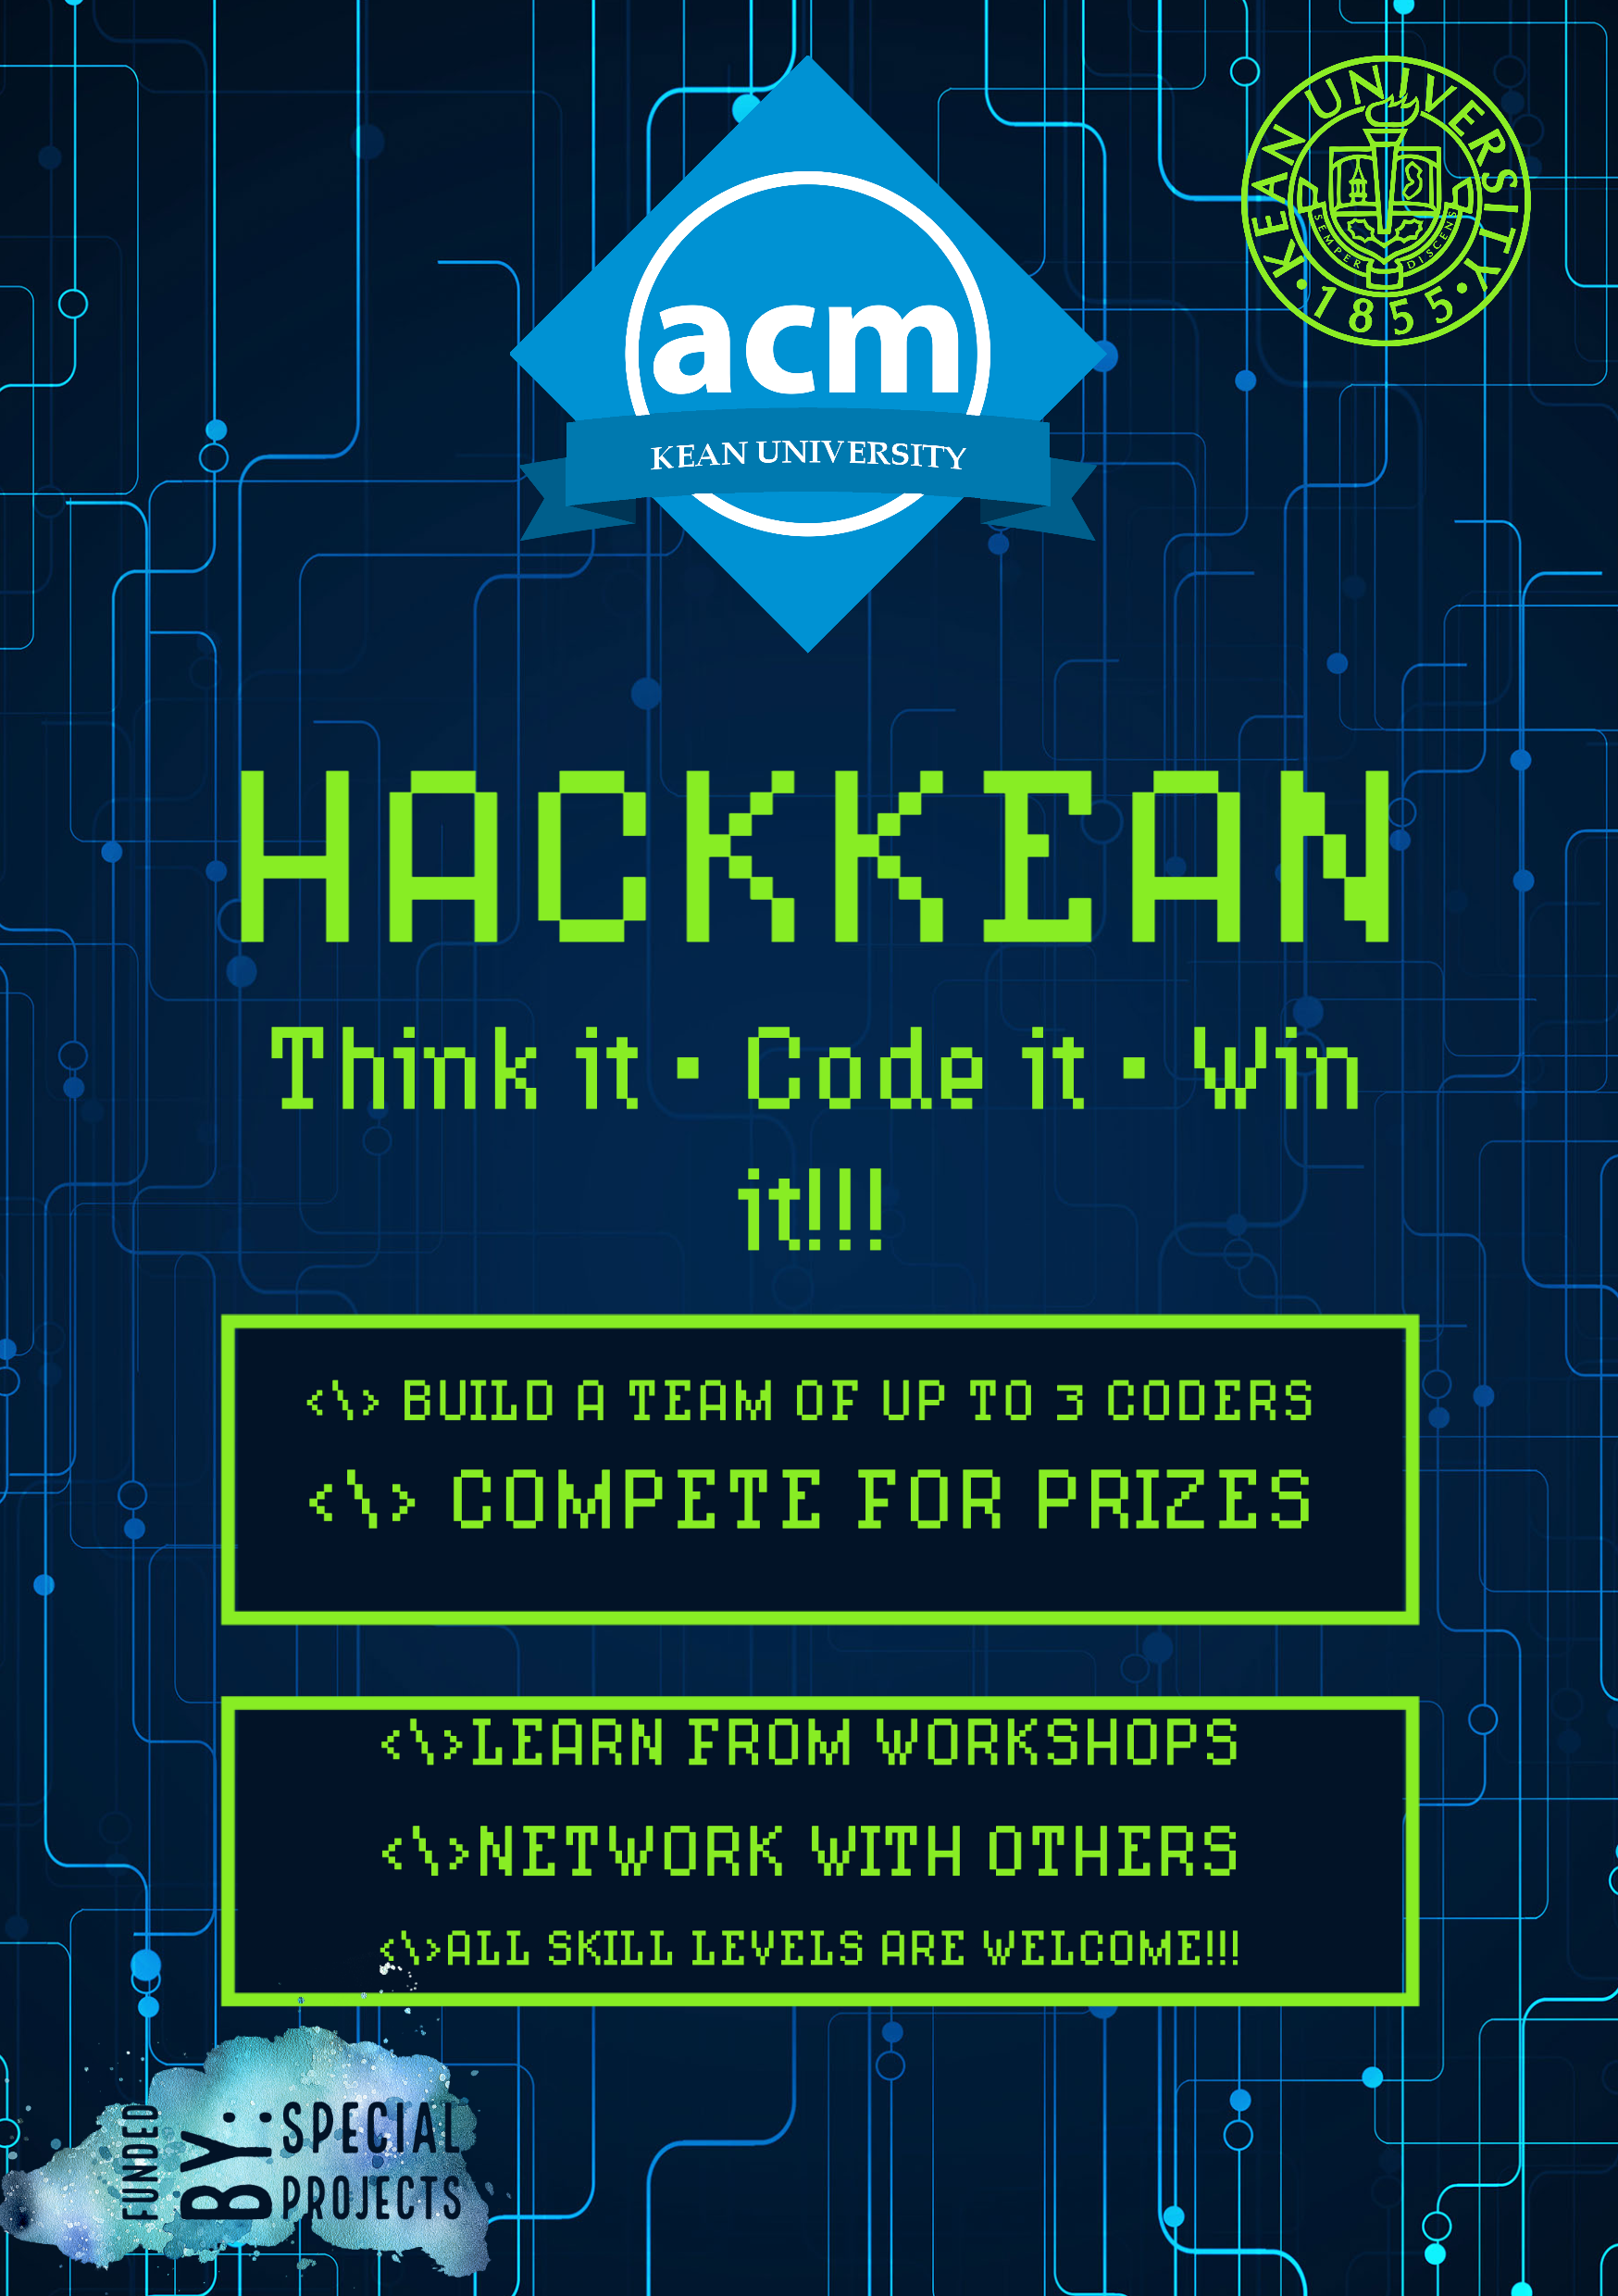 acm
KEAN UNIVERSITY
KEAN UNIVERSITY
SEMPER DISCENS
• 1855 •
HACKKEAN
Think it • Code it • Win
it!!!
<\> BUILD A TEAM OF UP TO 3 CODERS
<\> COMPETE FOR PRIZES
<\>LEARN FROM WORKSHOPS
<\>NETWORK WITH OTHERS
<\>ALL SKILL LEVELS ARE WELCOME!!!
FUNDED
BY:
SPECIAL
PROJECTS